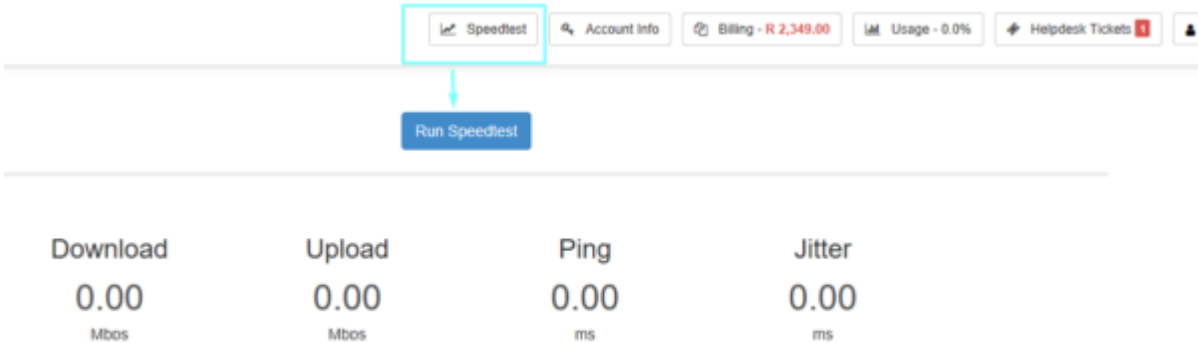 Speedtest Account Info Billing - R 2,349.00 Usage - 0.0% Helpdesk Tickets 1
Run Speedtest
Download Upload Ping Jitter
0.00 0.00 0.00 0.00
Mbps Mbps ms ms